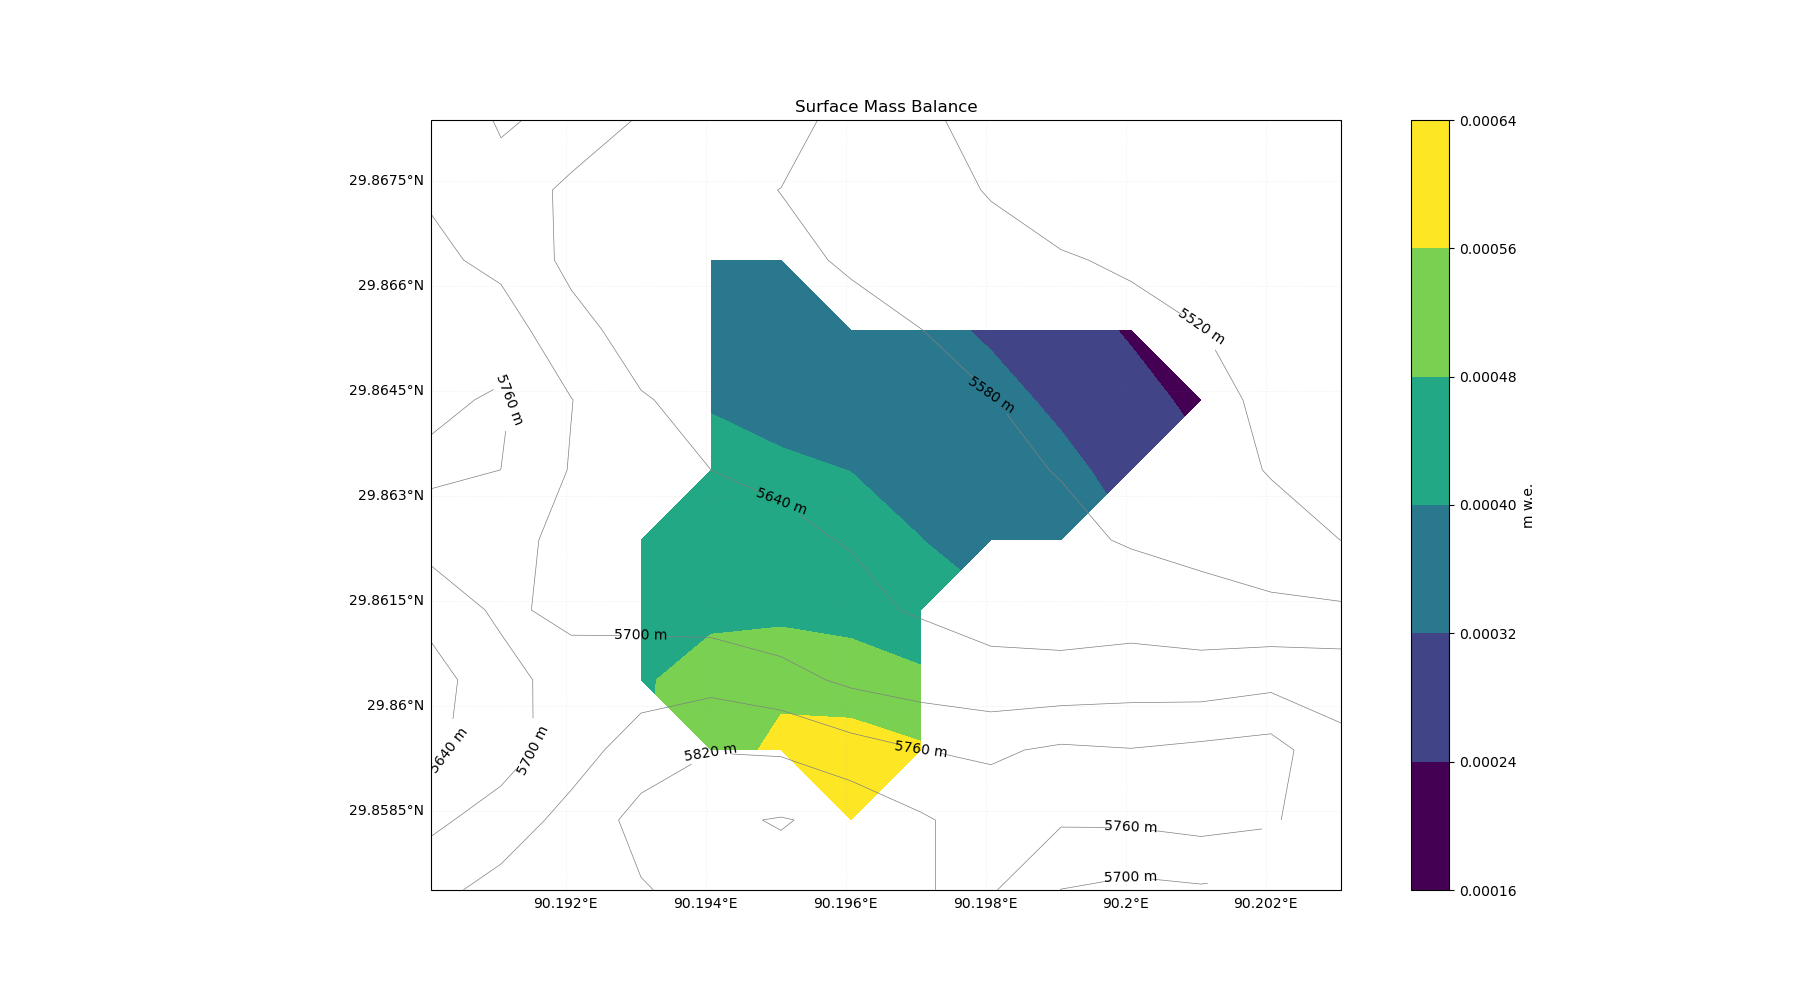 Surface Mass Balance
29.8675°N
29.866°N
29.8645°N
29.863°N
29.8615°N
29.86°N
29.8585°N
5520 m
5580 m
5760 m
5640 m
5700 m
5640 m
5700 m
5820 m
5760 m
5760 m
5700 m
90.192°E
90.194°E
90.196°E
90.198°E
90.2°E
90.202°E
0.00064
0.00056
0.00048
0.00040
0.00032
0.00024
0.00016
m w.e.